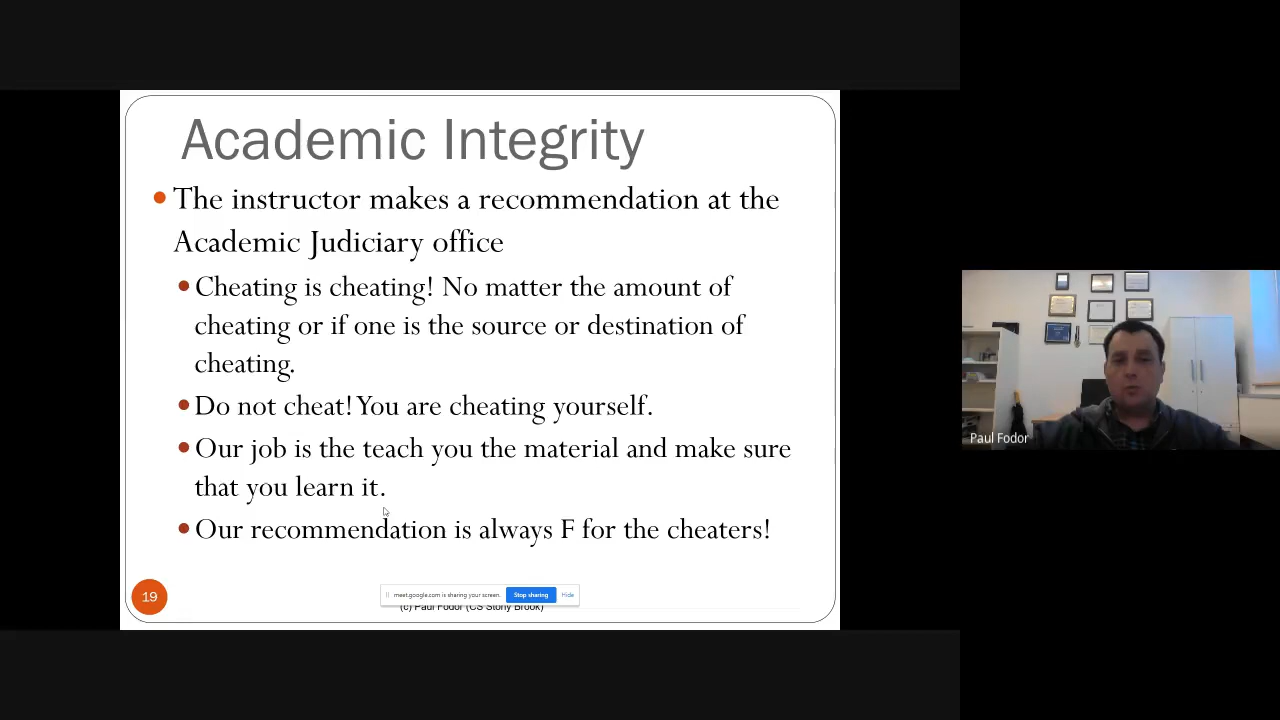 Academic Integrity
The instructor makes a recommendation at the
Academic Judiciary office
Cheating is cheating! No matter the amount of
cheating or if one is the source or destination of
cheating.
Do not cheat! You are cheating yourself.
Our job is the teach you the material and make sure
that you learn it.
Our recommendation is always F for the cheaters!
19
meet.google.com is sharing your screen.
Stop sharing
Hide
(c) Paul Fodor (CS Stony Brook)
Paul Fodor